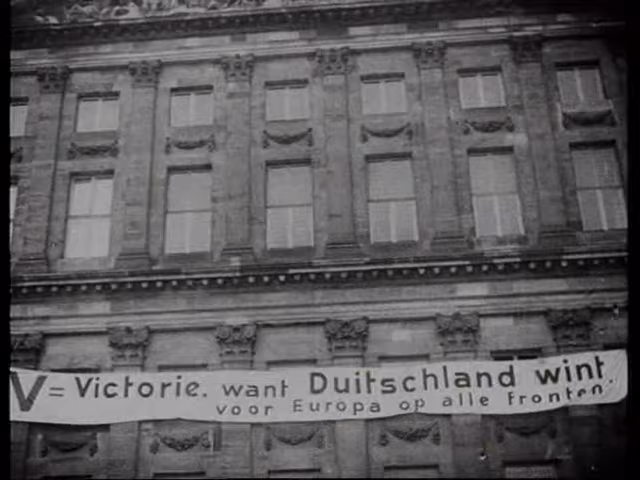 V = Victorie. want Duitschland wint
voor Europa op alle fronten.